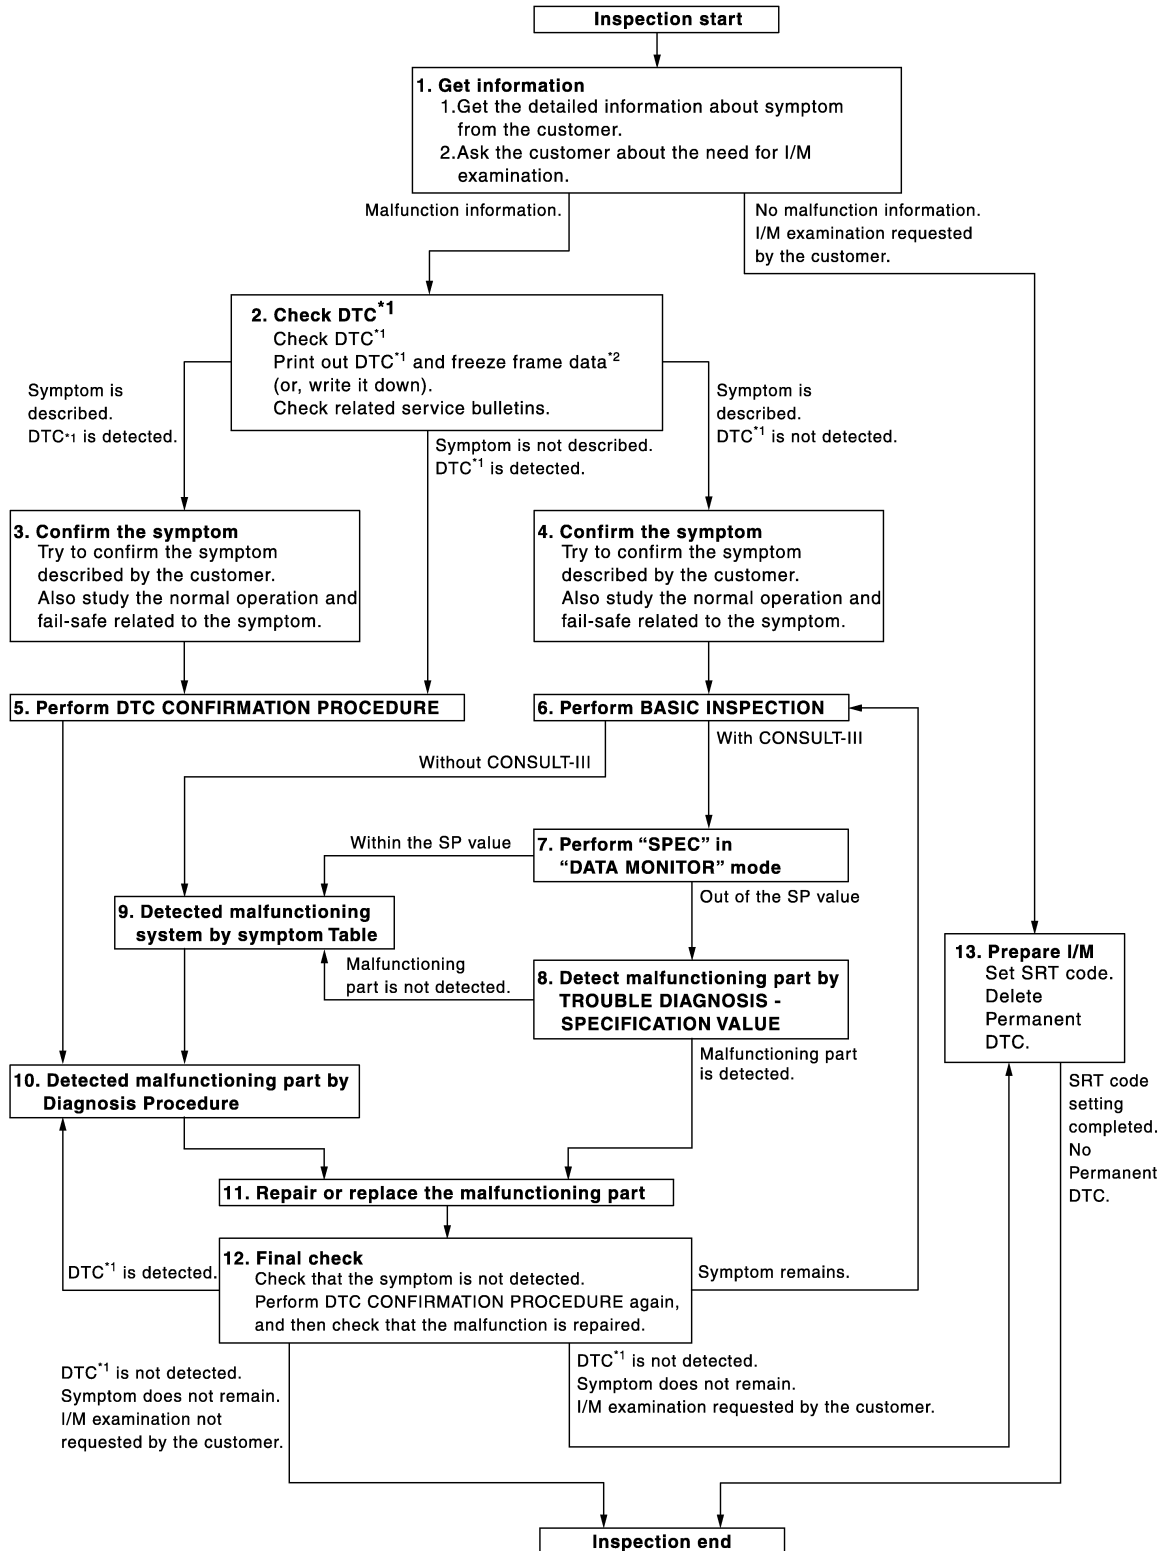 Inspection start
1. Get information
1.Get the detailed information about symptom
from the customer.
2.Ask the customer about the need for I/M
examination.
Malfunction information.
No malfunction information.
I/M examination requested
by the customer.
2. Check DTC*1
Check DTC*1
Print out DTC*1 and freeze frame data*2
(or, write it down).
Check related service bulletins.
Symptom is
described.
DTC*1 is detected.
Symptom is not described.
DTC*1 is detected.
Symptom is
described.
DTC*1 is not detected.
3. Confirm the symptom
Try to confirm the symptom
described by the customer.
Also study the normal operation and
fail-safe related to the symptom.
4. Confirm the symptom
Try to confirm the symptom
described by the customer.
Also study the normal operation and
fail-safe related to the symptom.
5. Perform DTC CONFIRMATION PROCEDURE
6. Perform BASIC INSPECTION
Without CONSULT-III
With CONSULT-III
Within the SP value
7. Perform “SPEC” in
“DATA MONITOR” mode
Out of the SP value
9. Detected malfunctioning
system by symptom Table
Malfunctioning
part is not detected.
8. Detect malfunctioning part by
TROUBLE DIAGNOSIS -
SPECIFICATION VALUE
13. Prepare I/M
Set SRT code.
Delete
Permanent
DTC.
Malfunctioning part
is detected.
10. Detected malfunctioning part by
Diagnosis Procedure
SRT code
setting
completed.
No
Permanent
DTC.
11. Repair or replace the malfunctioning part
12. Final check
Check that the symptom is not detected.
Perform DTC CONFIRMATION PROCEDURE again,
and then check that the malfunction is repaired.
DTC*1 is detected.
Symptom remains.
DTC*1 is not detected.
Symptom does not remain.
I/M examination not
requested by the customer.
DTC*1 is not detected.
Symptom does not remain.
I/M examination requested by the customer.
Inspection end